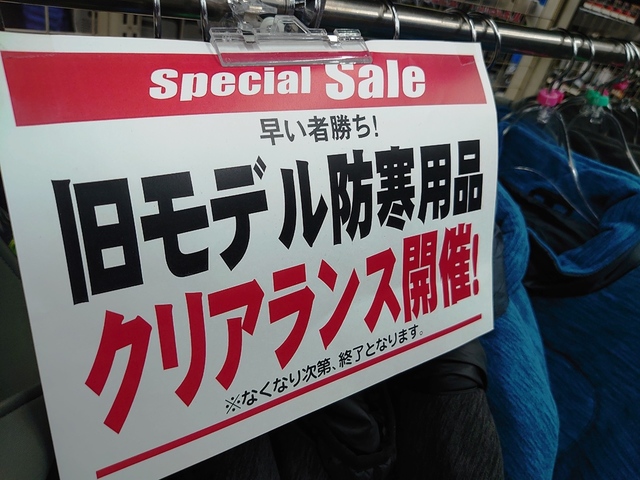 Special Sale
早い者勝ち!
旧モデル防寒用品
クリアランス開催!
※なくなり次第、終了となります。